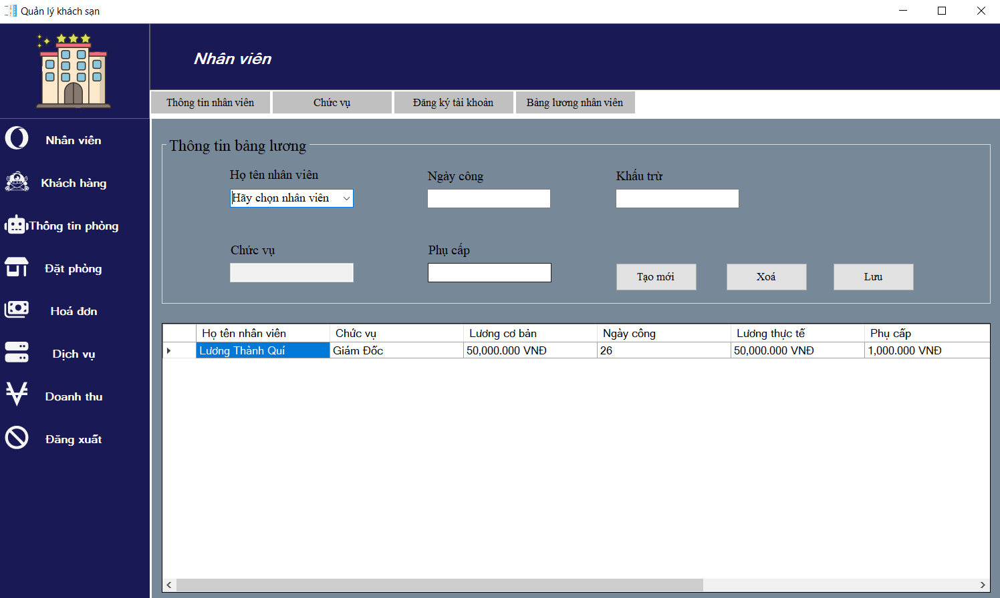 Quản lý khách sạn
Nhân viên
Thông tin nhân viên
Chức vụ
Đăng ký tài khoản
Bảng lương nhân viên
Nhân viên
Khách hàng
Thông tin phòng
Đặt phòng
Hoá đơn
Dịch vụ
Doanh thu
Đăng xuất
Thông tin bảng lương
Họ tên nhân viên
Ngày công
Khấu trừ
Hãy chọn nhân viên
Chức vụ
Phụ cấp
Tạo mới
Xoá
Lưu
Họ tên nhân viên Chức vụ Lương cơ bản Ngày công Lương thực tế Phụ cấp
Lương Thành Quí Giám Đốc 50,000.000 VNĐ 26 50,000.000 VNĐ 1,000.000 VNĐ